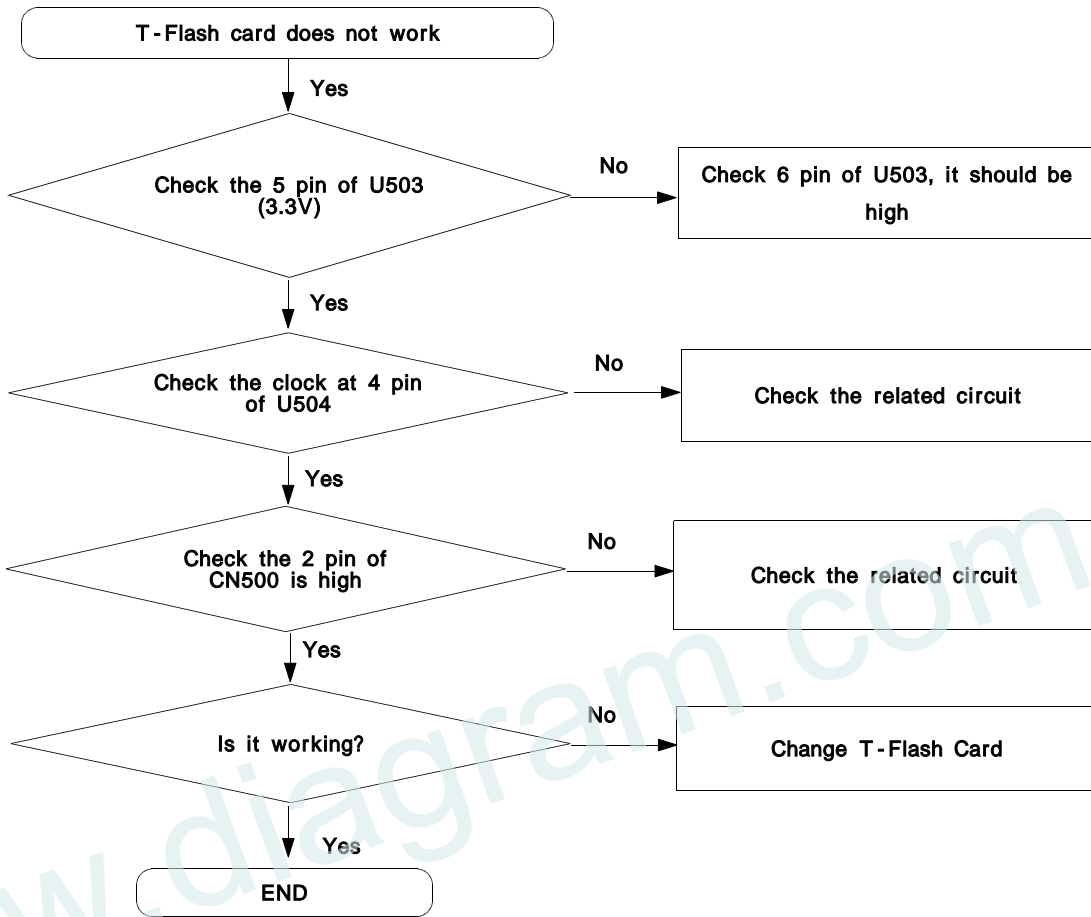 T-Flash card does not work
Yes
Check the 5 pin of U503
(3.3V)
No
Check 6 pin of U503, it should be
high
Yes
Check the clock at 4 pin
of U504
No
Check the related circuit
Yes
Check the 2 pin of
CN500 is high
No
Check the related circuit
Yes
Is it working?
No
Change T-Flash Card
Yes
END
w.diagram.com